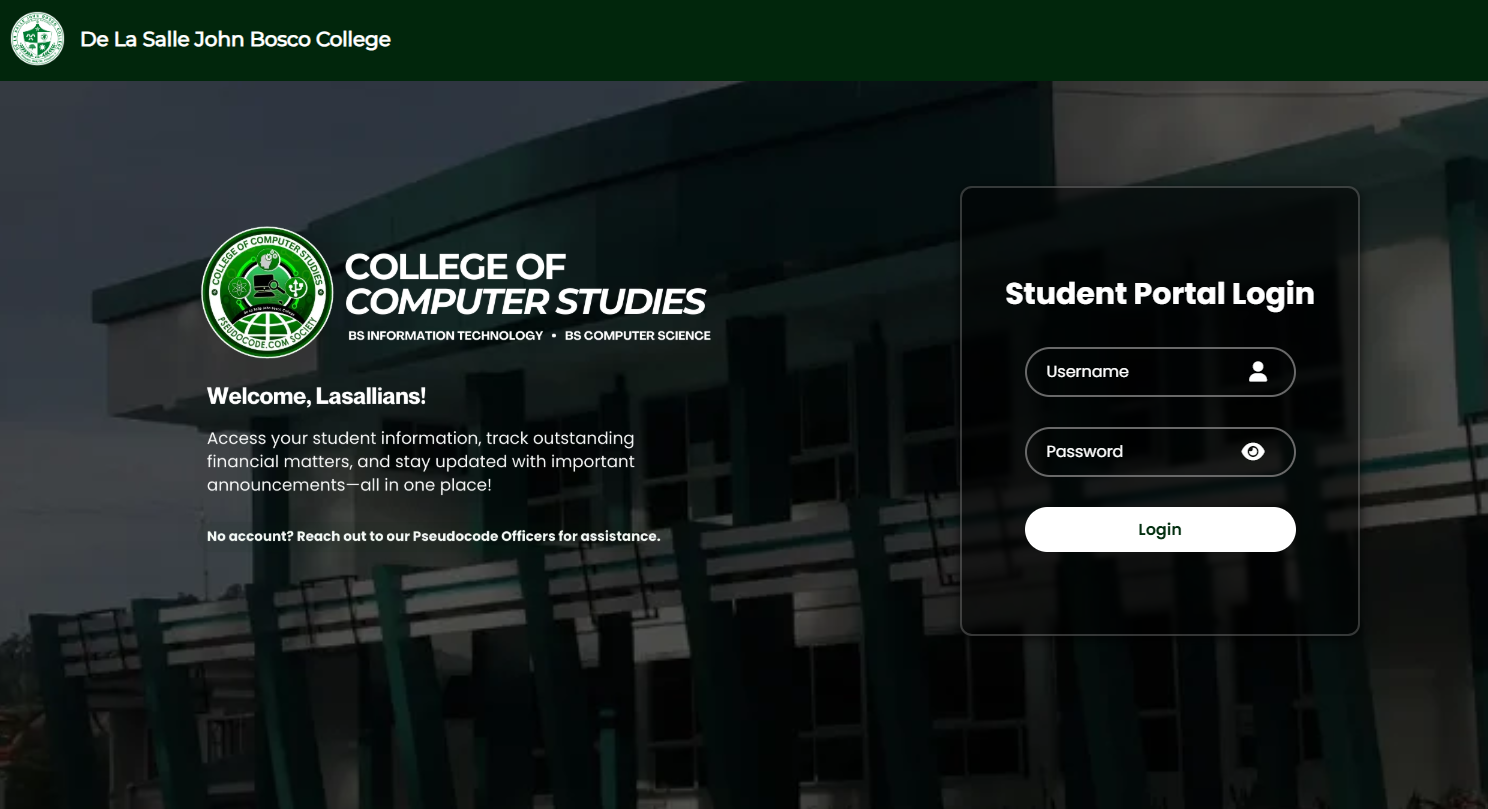 De La Salle John Bosco College
COLLEGE OF COMPUTER STUDIES
PSEUDOCODE.COM SOCIETY
COLLEGE OF
COMPUTER STUDIES
BS INFORMATION TECHNOLOGY • BS COMPUTER SCIENCE
Welcome, Lasallians!
Access your student information, track outstanding
financial matters, and stay updated with important
announcements—all in one place!
No account? Reach out to our Pseudocode Officers for assistance.
Student Portal Login
Username
Password
Login